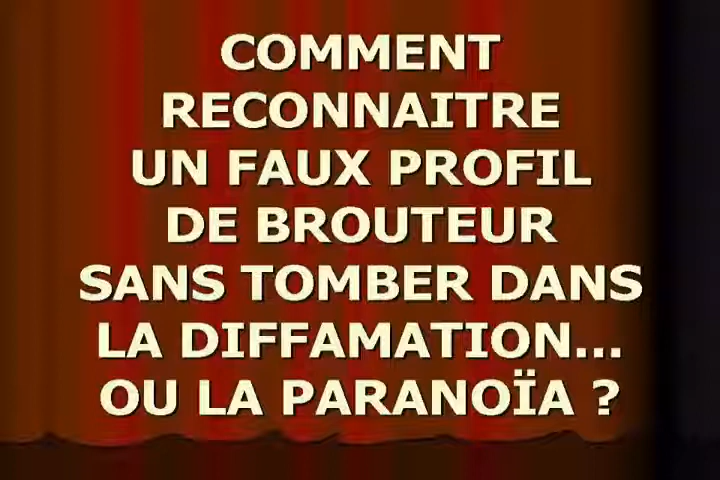 COMMENT
RECONNAITRE
UN FAUX PROFIL
DE BROUTEUR
SANS TOMBER DANS
LA DIFFAMATION...
OU LA PARANOÏA ?